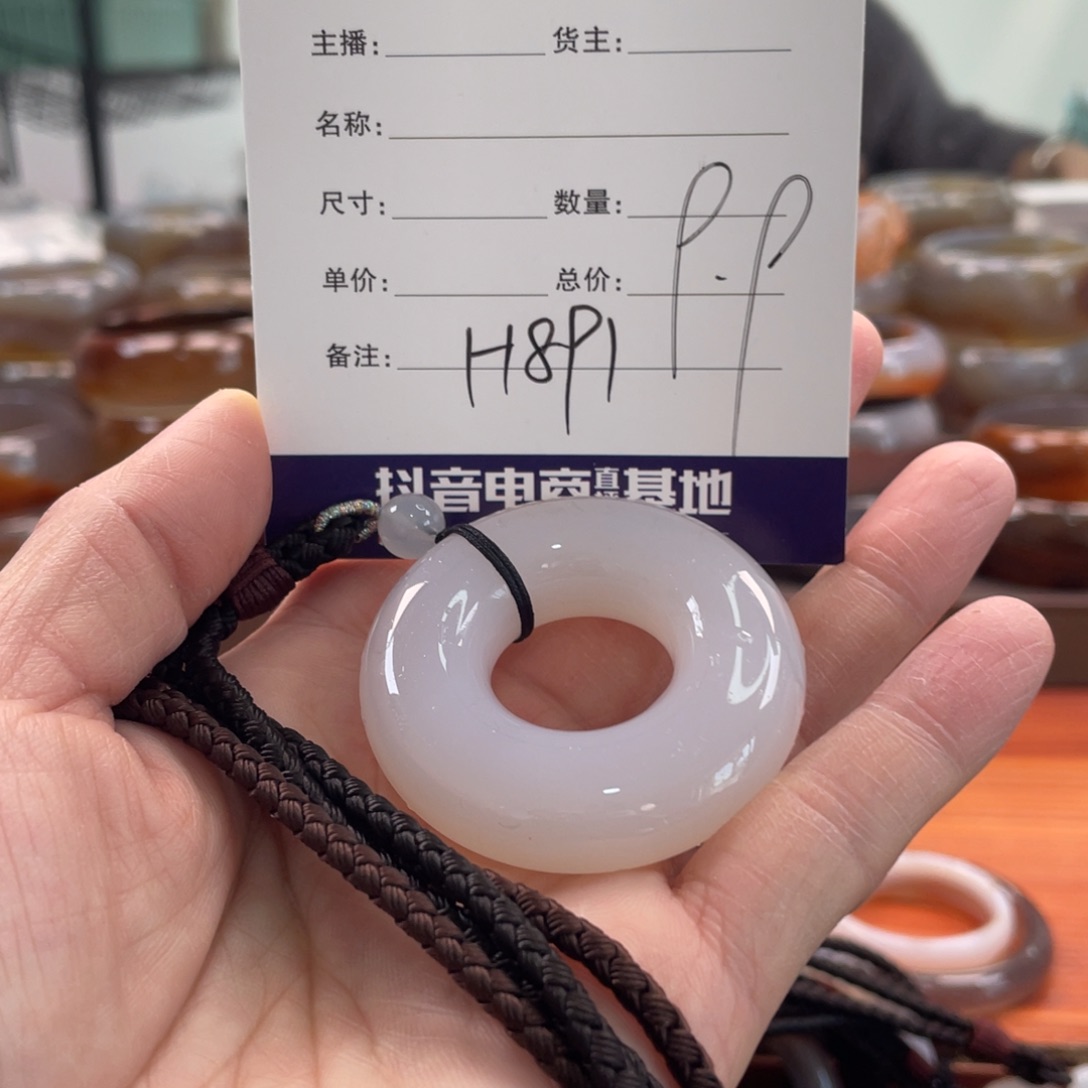 主播: 货主:
名称:
尺寸: 数量:
单价: 总价:
备注: H8P1
抖音电商直播基地